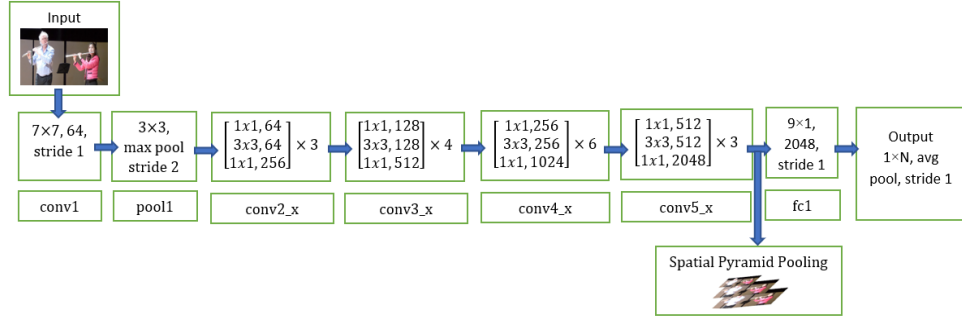 Input
7×7, 64,
stride 1
3×3,
max pool
stride 2
[1x1, 64
3x3, 64
1x1, 256] × 3
[1x1, 128
3x3, 128
1x1, 512] × 4
[1x1,256
3x3, 256
1x1, 1024] × 6
[1x1, 512
3x3, 512
1x1, 2048] × 3
9×1,
2048,
stride 1
Output
1×N, avg
pool, stride 1
conv1
pool1
conv2_x
conv3_x
conv4_x
conv5_x
fc1
Spatial Pyramid Pooling